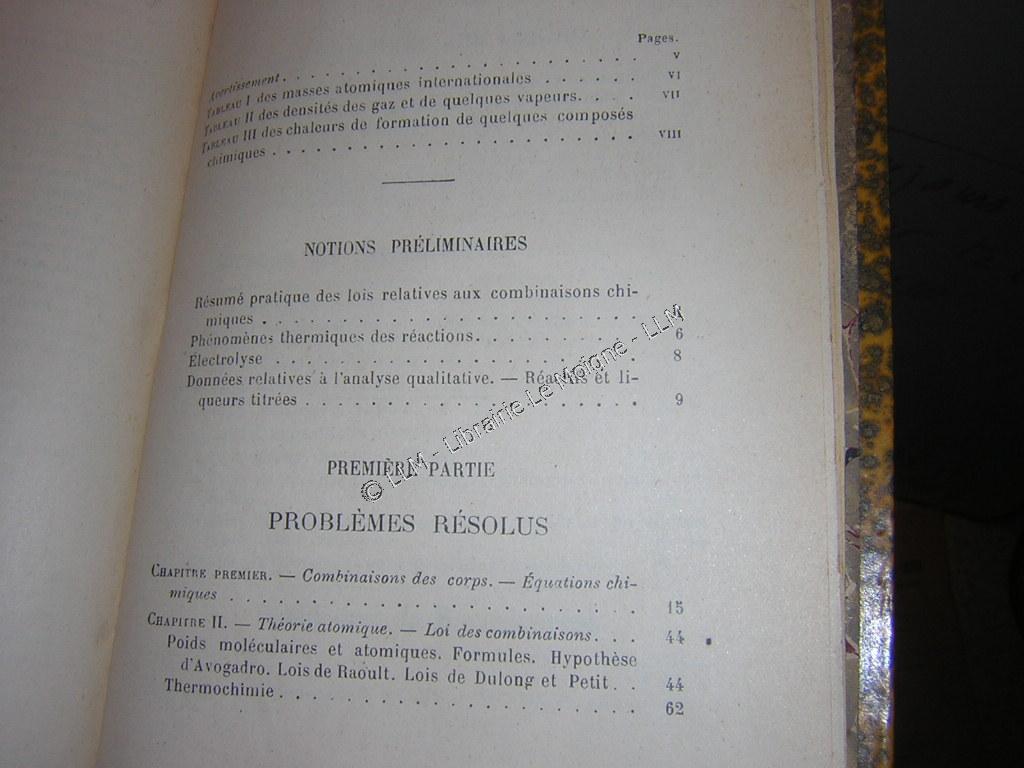 Pages.
Avertissement. . . . . . . . . . . . . . . . . . . . V
TABLEAU I des masses atomiques internationales . . . . . . VI
TABLEAU II des densités des gaz et de quelques vapeurs. . . . VII
TABLEAU III des chaleurs de formation de quelques composés
chimiques . . . . . . . . . . . . . . . . . . . . . . VIII
NOTIONS PRÉLIMINAIRES
Résumé pratique des lois relatives aux combinaisons chi-
miques . . . . . . . . . . . . . . . . . . . . .
Phénomènes thermiques des réactions. . . . . . . . . . 6
Électrolyse . . . . . . . . . . . . . . . . . . . . 8
Données relatives à l'analyse qualitative. — Réactifs et li-
queurs titrées . . . . . . . . . . . . . . . . . . 9
© LLM - Librairie Le Moigne - LLM
PREMIÈRE PARTIE
PROBLÈMES RÉSOLUS
CHAPITRE PREMIER. — Combinaisons des corps. — Équations chi-
miques . . . . . . . . . . . . . . . . . . . . . . 15
CHAPITRE II. — Théorie atomique. — Loi des combinaisons. . . 44
Poids moléculaires et atomiques. Formules. Hypothèse
d'Avogadro. Lois de Raoult. Lois de Dulong et Petit. . 44
Thermochimie . . . . . . . . . . . . . . . . . . . 62